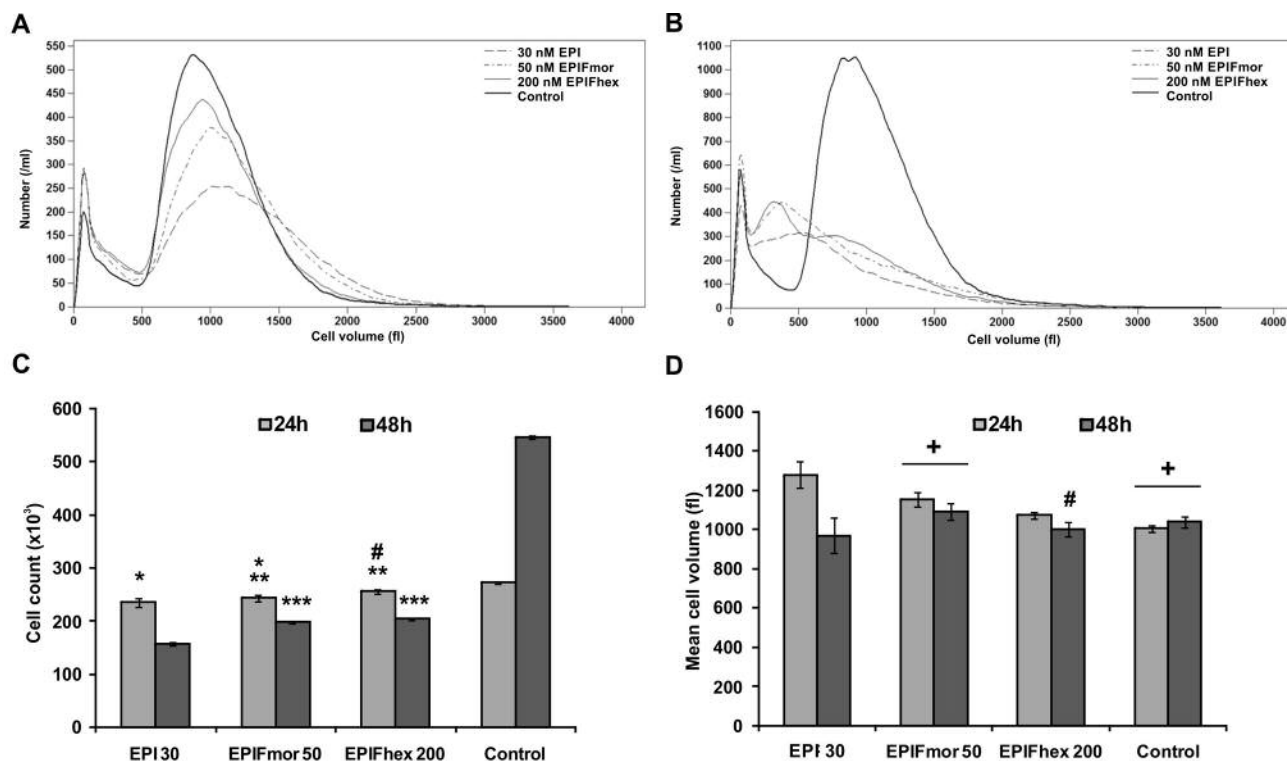 A
550
500
450
400
350
300
250
200
150
100
50
0
Number (/ml)
0 500 1000 1500 2000 2500 3000 3500 4000
Cell volume (fl)
30 nM EPI
50 nM EPIFmor
200 nM EPIFhex
Control
B
1100
1000
900
800
700
600
500
400
300
200
100
0
Number (/ml)
0 500 1000 1500 2000 2500 3000 3500 4000
Cell volume (fl)
30 nM EPI
50 nM EPIFmor
200 nM EPIFhex
Control
C
600
500
400
300
200
100
0
Cell count (x10³)
24h 48h
*
*
**
***
#
**
***
EPI 30 EPIFmor 50 EPIFhex 200 Control
D
1600
1400
1200
1000
800
600
400
200
0
Mean cell volume (fl)
24h 48h
+
#
+
EPI 30 EPIFmor 50 EPIFhex 200 Control